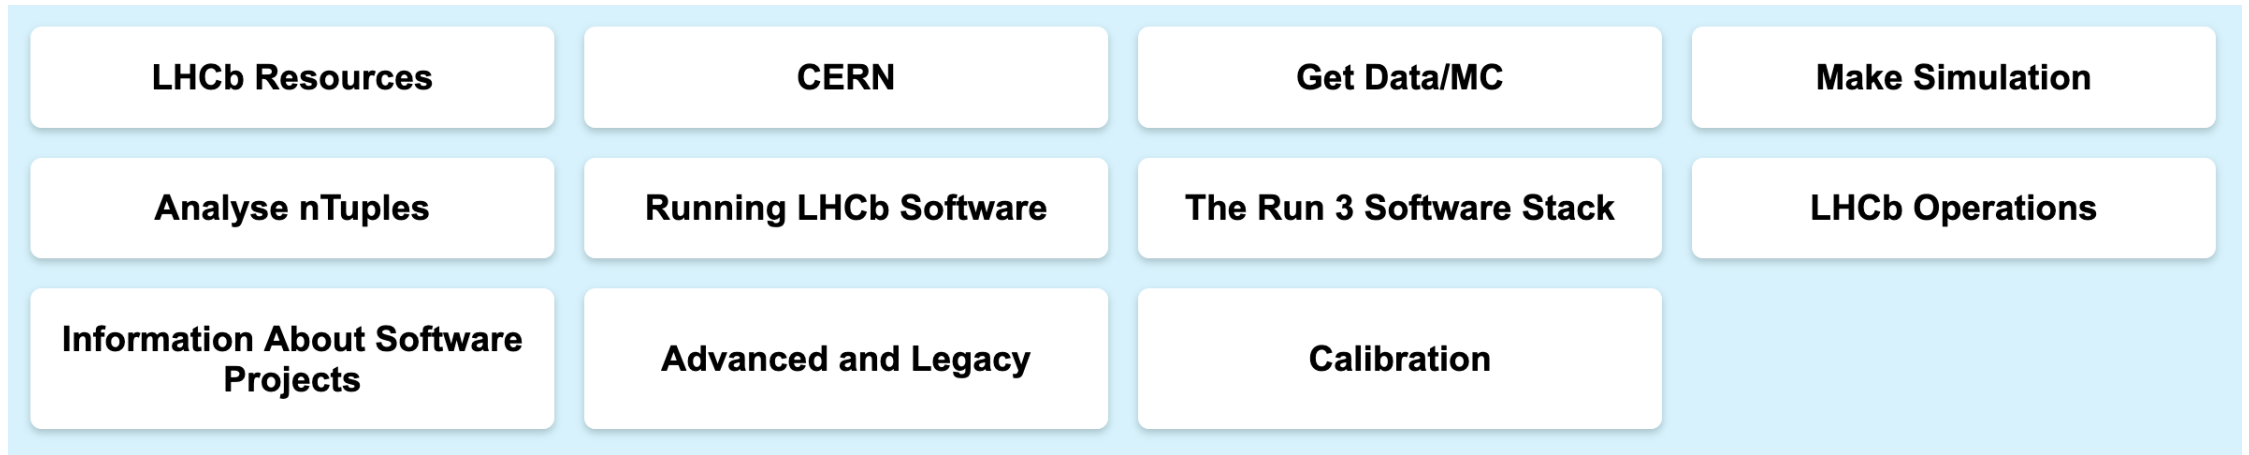 LHCb Resources
CERN
Get Data/MC
Make Simulation
Analyse nTuples
Running LHCb Software
The Run 3 Software Stack
LHCb Operations
Information About Software
Projects
Advanced and Legacy
Calibration